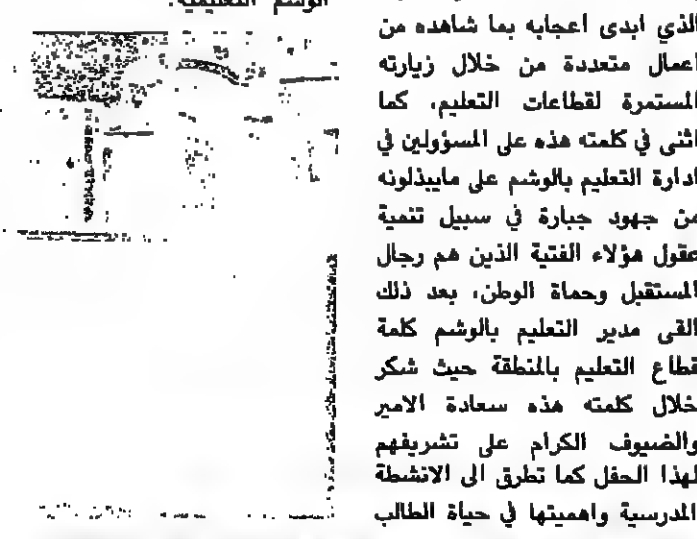 الوشم التعليمية.
الذي ابدى اعجابه بما شاهده من
اعمال متعددة من خلال زيارته
المستمرة لقطاعات التعليم، كما
اثنى في كلمته هذه على المسؤولين في
ادارة التعليم بالوشم على مايبذلونه
من جهود جبارة في سبيل تنمية
عقول هؤلاء الفتية الذين هم رجال
المستقبل وحماة الوطن، بعد ذلك
القى مدير التعليم بالوشم كلمة
قطاع التعليم بالمنطقة حيث شكر
خلال كلمته هذه سعادة الامير
والضيوف الكرام على تشريفهم
لهذا الحفل كما تطرق الى الانشطة
المدرسية واهميتها في حياة الطالب